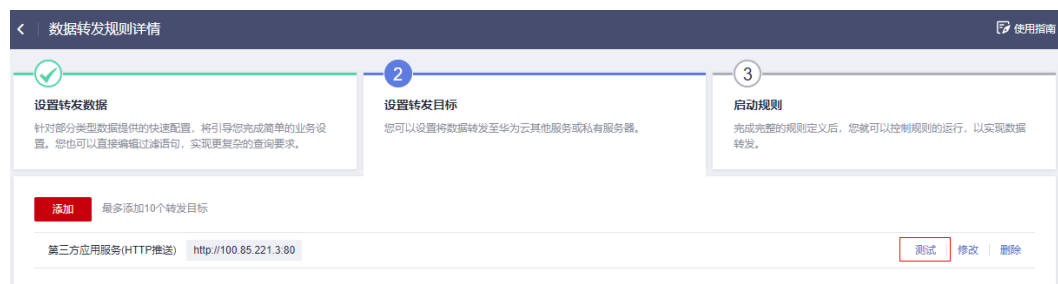 数据转发规则详情
使用指南
2
3
设置转发数据
针对部分类型数据提供的快速配置，将引导您完成简单的业务设
置。您也可以直接编辑过滤语句，实现更复杂的查询要求。
设置转发目标
您可以设置将数据转发至华为云其他服务或私有服务器。
启动规则
完成完整的规则定义后，您就可以控制规则的运行，以实现数据
转发。
添加 最多添加10个转发目标
第三方应用服务(HTTP推送) http://100.85.221.3:80 测试 修改 删除